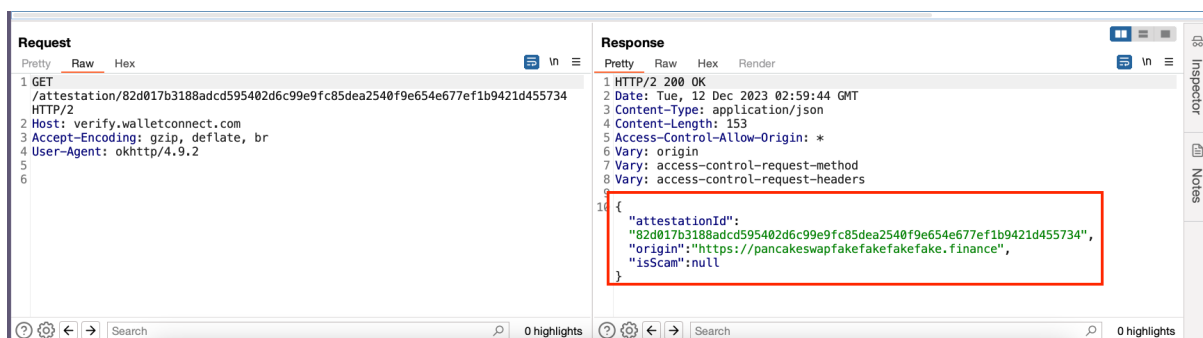 Request
Pretty Raw Hex
\n
1 GET
/attestation/82d017b3188adcd595402d6c99e9fc85dea2540f9e654e677ef1b9421d455734
HTTP/2
2 Host: verify.walletconnect.com
3 Accept-Encoding: gzip, deflate, br
4 User-Agent: okhttp/4.9.2
5
6
Search
0 highlights
Response
Pretty Raw Hex Render
\n
1 HTTP/2 200 OK
2 Date: Tue, 12 Dec 2023 02:59:44 GMT
3 Content-Type: application/json
4 Content-Length: 153
5 Access-Control-Allow-Origin: *
6 Vary: origin
7 Vary: access-control-request-method
8 Vary: access-control-request-headers
9
10 {
"attestationId":
"82d017b3188adcd595402d6c99e9fc85dea2540f9e654e677ef1b9421d455734",
"origin":"https://pancakeswapfakefakefakefake.finance",
"isScam":null
}
Search
0 highlights
Inspector
Notes